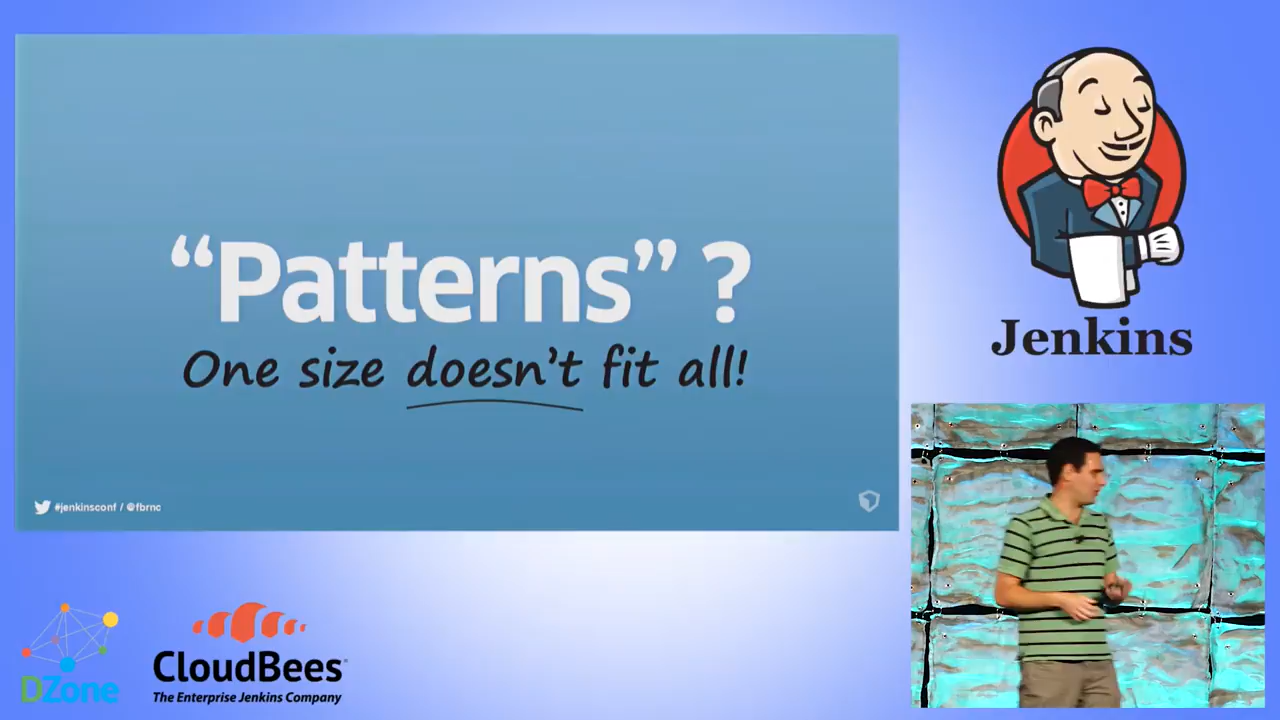 “Patterns” ?
One size doesn’t fit all!
#jenkinsconf / @fbrnc
Jenkins
DZone
CloudBees
The Enterprise Jenkins Company